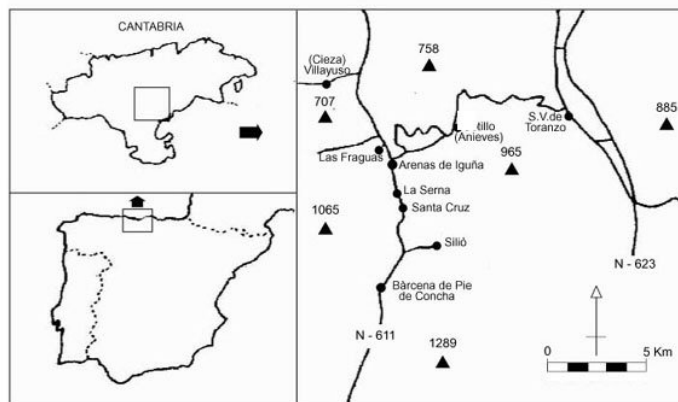 CANTABRIA
(Cieza)
Villayuso
758
707
885
S.V.de
Toranzo
(Anieves)
Las Fraguas
Arenas de Iguña
965
La Serna
Santa Cruz
1065
Silió
N - 623
Bàrcena de Pie
de Concha
N - 611
1289
0
5 Km